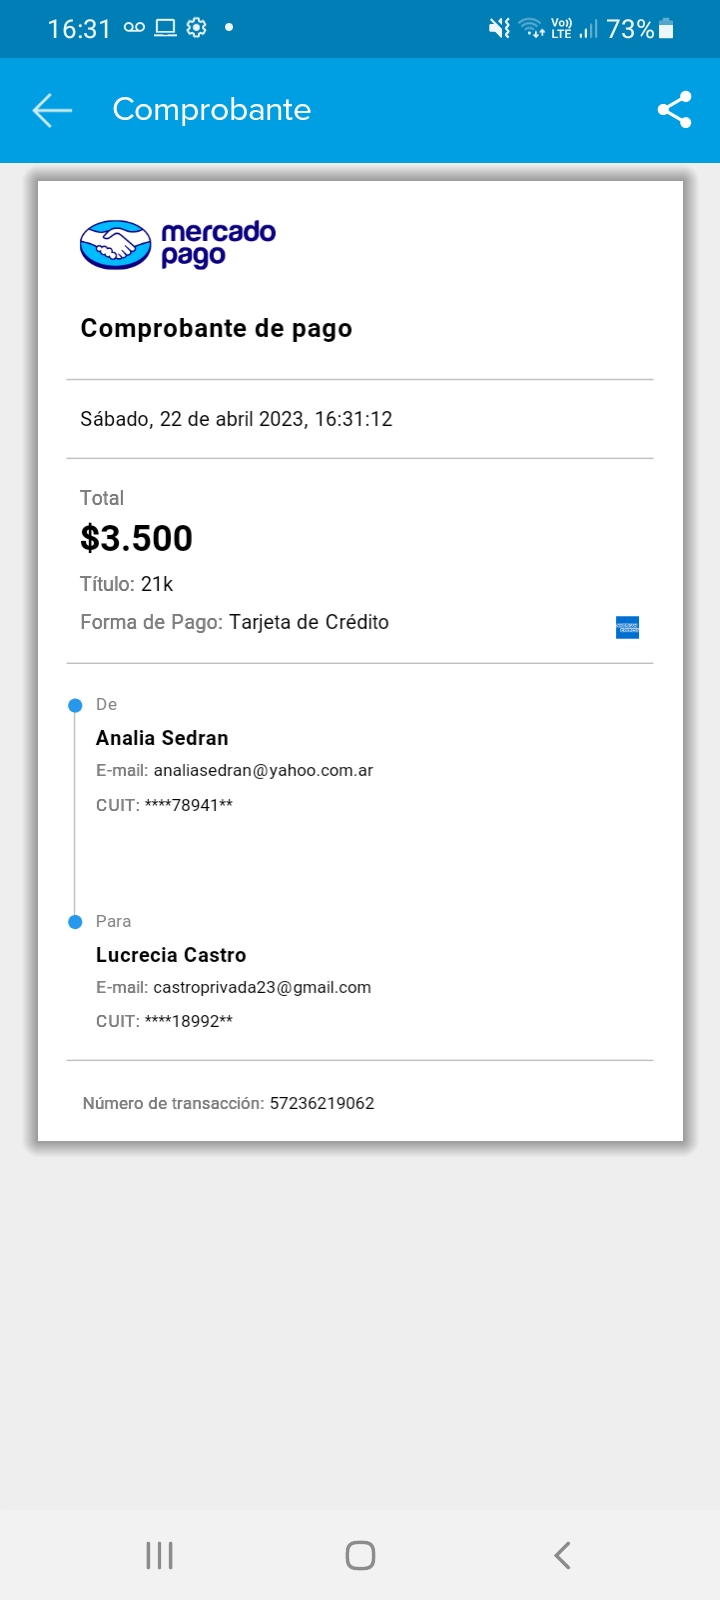 16:31
Vo)) LTE 73%
Comprobante
mercado
pago
Comprobante de pago
Sábado, 22 de abril 2023, 16:31:12
Total
$3.500
Título: 21k
Forma de Pago: Tarjeta de Crédito
De
Analia Sedran
E-mail: analiasedran@yahoo.com.ar
CUIT: ****78941**
Para
Lucrecia Castro
E-mail: castroprivada23@gmail.com
CUIT: ****18992**
Número de transacción: 57236219062